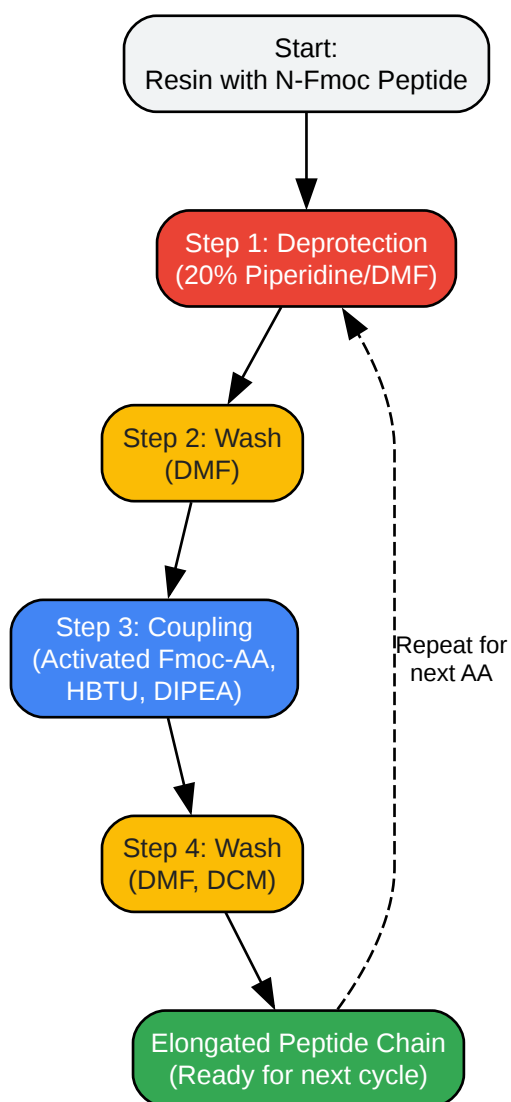 Start:
Resin with N-Fmoc Peptide
Step 1: Deprotection
(20% Piperidine/DMF)
Step 2: Wash
(DMF)
Step 3: Coupling
(Activated Fmoc-AA,
HBTU, DIPEA)
Repeat for
next AA
Step 4: Wash
(DMF, DCM)
Elongated Peptide Chain
(Ready for next cycle)